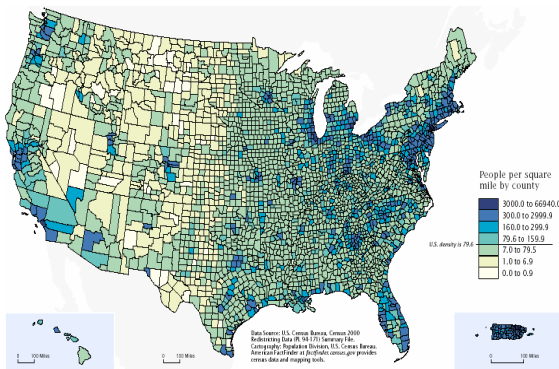 People per square
mile by county
3000.0 to 66940.0
300.0 to 2999.9
160.0 to 299.9
79.6 to 159.9
U.S. density is 79.6
7.0 to 79.5
1.0 to 6.9
0.0 to 0.9
Data Source: U.S. Census Bureau, Census 2000
Redistricting Data (PL 94-171) Summary File.
Cartography: Population Division, U.S. Census Bureau.
American FactFinder at factfinder.census.gov provides
census data and mapping tools.
0 100 Miles
0 100 Miles
0 100 Miles